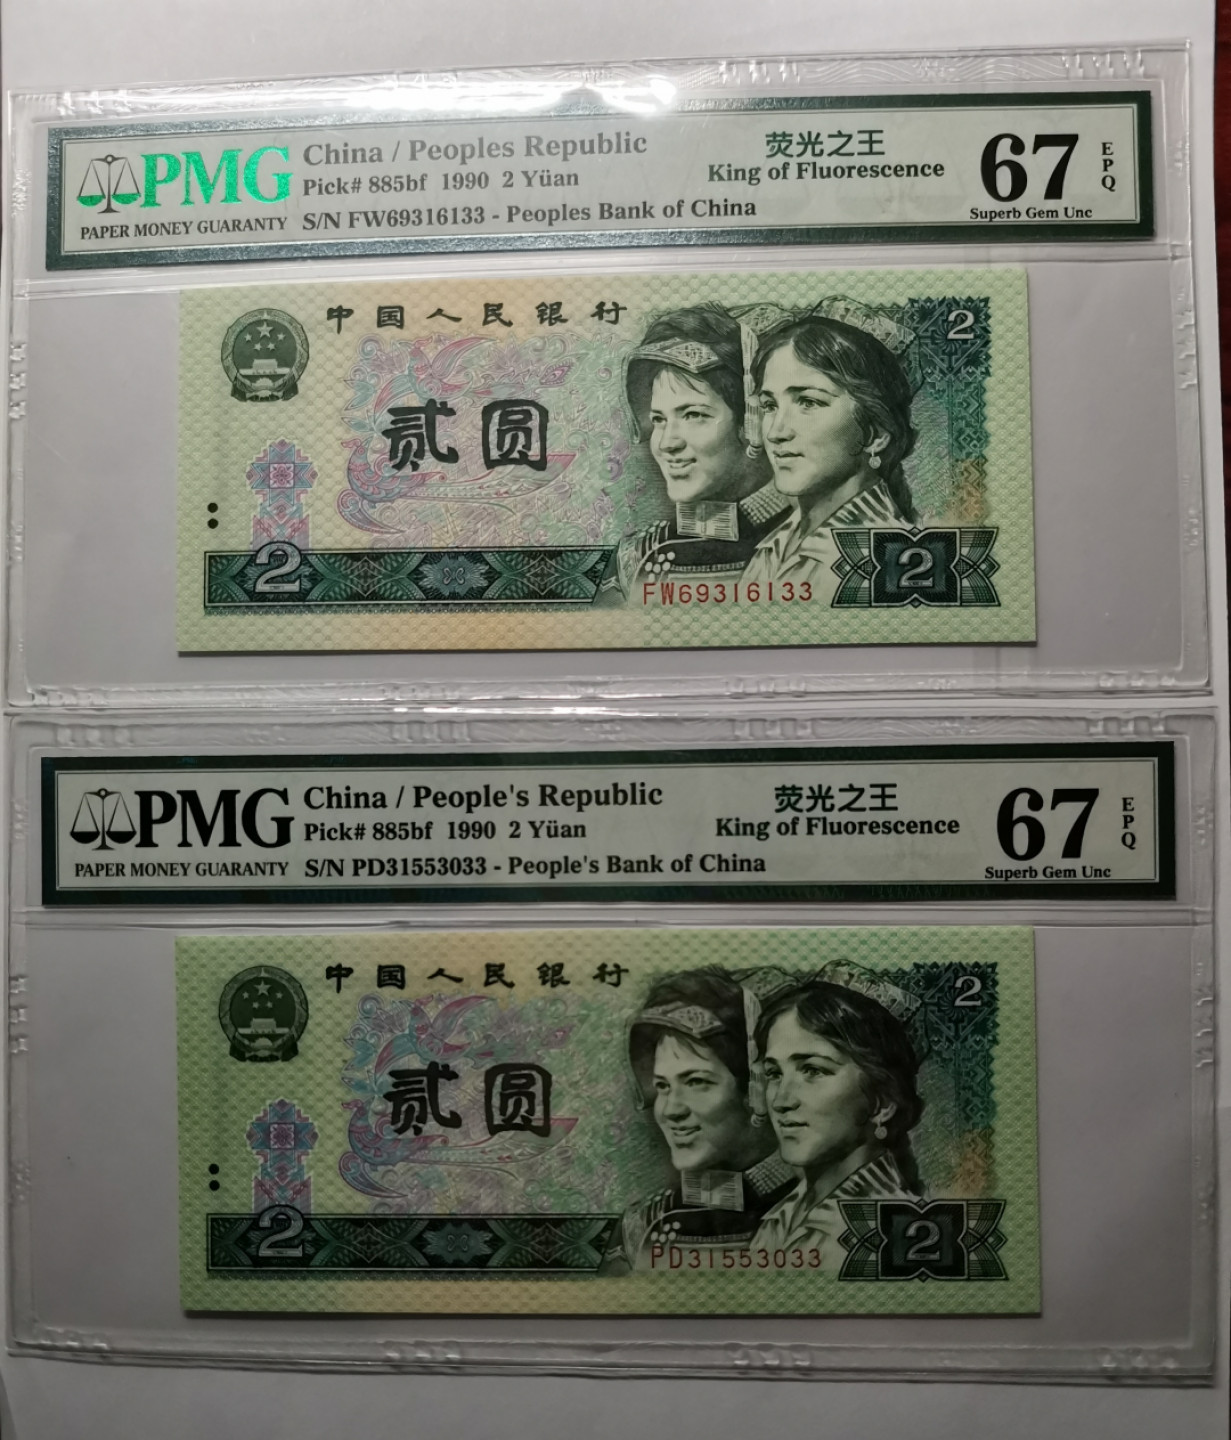 PMG
PAPER MONEY GUARANTY
China / Peoples Republic
Pick# 885bf 1990 2 Yüan
S/N FW69316133 - Peoples Bank of China
荧光之王
King of Fluorescence
67
EPQ
Superb Gem Unc
中国人民银行
2
贰圆
2
FW69316133
2
PMG
PAPER MONEY GUARANTY
China / People's Republic
Pick# 885bf 1990 2 Yüan
S/N PD31553033 - People's Bank of China
荧光之王
King of Fluorescence
67
EPQ
Superb Gem Unc
中国人民银行
2
贰圆
2
PD31553033
2